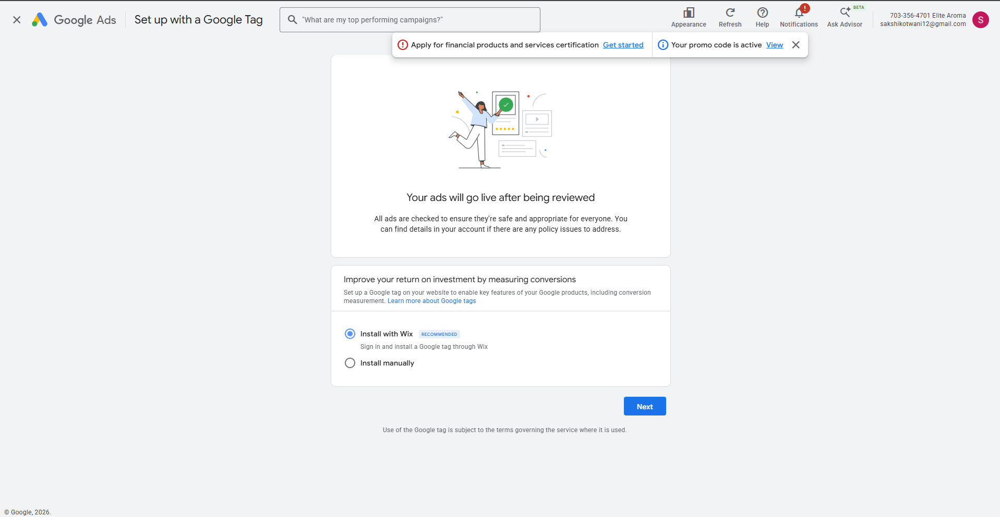 Google Ads
Set up with a Google Tag
"What are my top performing campaigns?"
Appearance
Refresh
Help
Notifications
Ask Advisor
BETA
703-356-4701 Elite Aroma
sakshikotwani12@gmail.com
S
Apply for financial products and services certification Get started
Your promo code is active View
Your ads will go live after being reviewed
All ads are checked to ensure they’re safe and appropriate for everyone. You
can find details in your account if there are any policy issues to address.
Improve your return on investment by measuring conversions
Set up a Google tag on your website to enable key features of your Google products, including conversion
measurement. Learn more about Google tags
Install with Wix RECOMMENDED
Sign in and install a Google tag through Wix
Install manually
Next
Use of the Google tag is subject to the terms governing the service where it is used.
© Google, 2026.